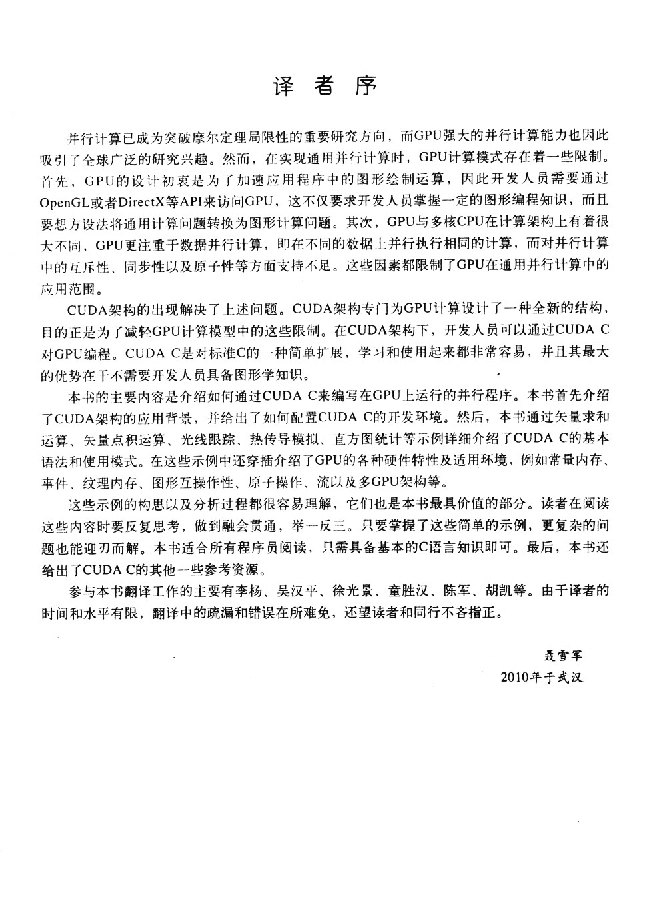 译者序
并行计算已成为突破摩尔定理局限性的重要研究方向，而GPU强大的并行计算能力也因此
吸引了全球广泛的研究兴趣。然而，在实现通用并行计算时，GPU计算模式存在着一些限制。
首先，GPU的设计初衷是为了加速应用程序中的图形绘制运算，因此开发人员需要通过
OpenGL或者DirectX等API来访问GPU，这不仅要求开发人员掌握一定的图形编程知识，而且
要想方设法将通用计算问题转换为图形计算问题。其次，GPU与多核CPU在计算架构上有着很
大不同，GPU更注重于数据并行计算，即在不同的数据上并行执行相同的计算，而对并行计算
中的互斥性、同步性以及原子性等方面支持不足。这些因素都限制了GPU在通用并行计算中的
应用范围。
CUDA架构的出现解决了上述问题。CUDA架构专门为GPU计算设计了一种全新的结构，
目的正是为了减轻GPU计算模型中的这些限制。在CUDA架构下，开发人员可以通过CUDA C
对GPU编程。CUDA C是对标准C的一种简单扩展，学习和使用起来都非常容易，并且其最大
的优势在于不需要开发人员具备图形学知识。
本书的主要内容是介绍如何通过CUDA C来编写在GPU上运行的并行程序。本书首先介绍
了CUDA架构的应用背景，并给出了如何配置CUDA C的开发环境。然后，本书通过矢量求和
运算、矢量点积运算、光线跟踪、热传导模拟、直方图统计等示例详细介绍了CUDA C的基本
语法和使用模式。在这些示例中还穿插介绍了GPU的各种硬件特性及适用环境，例如常量内存、
事件、纹理内存、图形互操作性、原子操作、流以及多GPU架构等。
这些示例的构思以及分析过程都很容易理解，它们也是本书最具价值的部分。读者在阅读
这些内容时要反复思考，做到融会贯通，举一反三。只要掌握了这些简单的示例，更复杂的问
题也能迎刃而解。本书适合所有程序员阅读，只需具备基本的C语言知识即可。最后，本书还
给出了CUDA C的其他一些参考资源。
参与本书翻译工作的主要有李杨、吴汉平、徐光景、童胜汉、陈军、胡凯等。由于译者的
时间和水平有限，翻译中的疏漏和错误在所难免，还望读者和同行不吝指正。
聂雪军
2010年于武汉